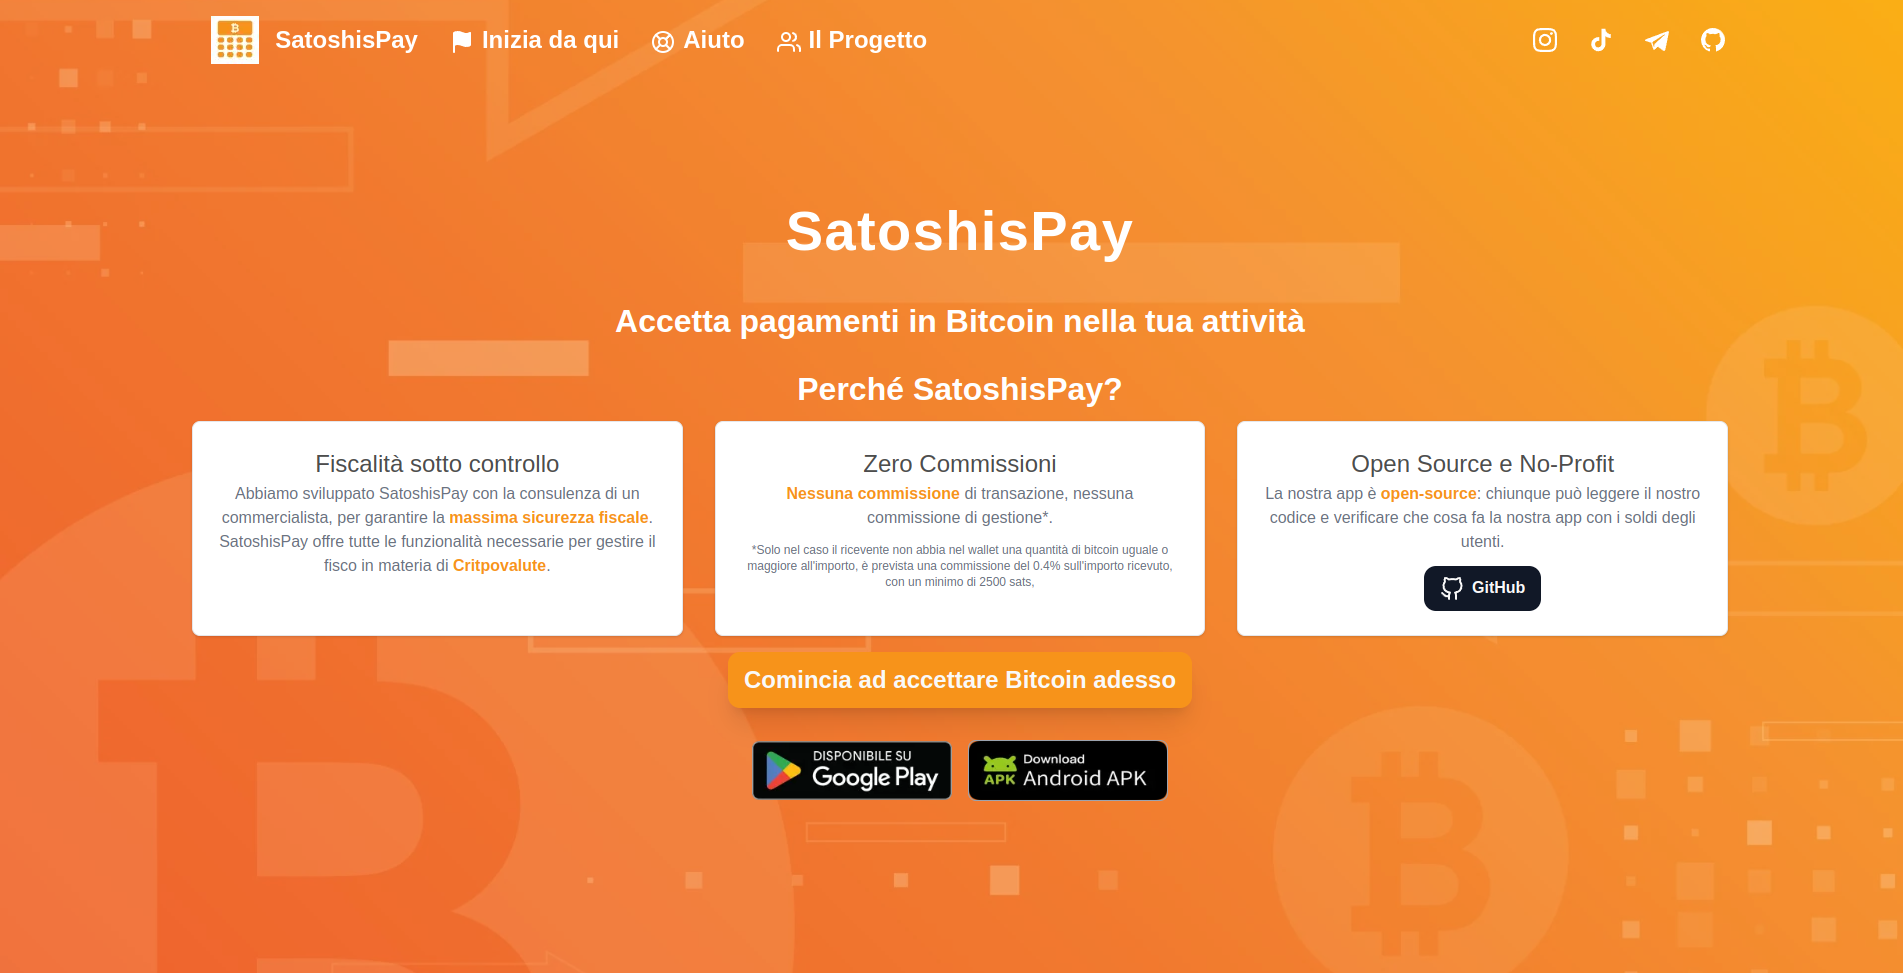 SatoshisPay
Inizia da qui
Aiuto
Il Progetto
SatoshisPay
Accetta pagamenti in Bitcoin nella tua attività
Perché SatoshisPay?
Fiscalità sotto controllo
Abbiamo sviluppato SatoshisPay con la consulenza di un
commercialista, per garantire la massima sicurezza fiscale.
SatoshisPay offre tutte le funzionalità necessarie per gestire il
fisco in materia di Critpovalute.
Zero Commissioni
Nessuna commissione di transazione, nessuna
commissione di gestione*.
*Solo nel caso il ricevente non abbia nel wallet una quantità di bitcoin uguale o
maggiore all'importo, è prevista una commissione del 0.4% sull'importo ricevuto,
con un minimo di 2500 sats,
Open Source e No-Profit
La nostra app è open-source: chiunque può leggere il nostro
codice e verificare che cosa fa la nostra app con i soldi degli
utenti.
GitHub
Comincia ad accettare Bitcoin adesso
DISPONIBILE SU
Google Play
APK
Download
Android APK